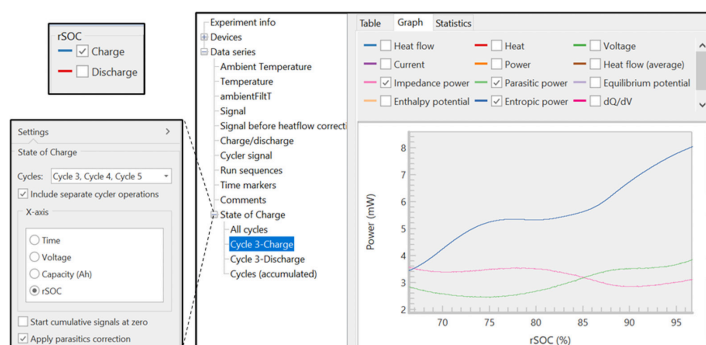 rSOC
Charge
Discharge
Settings
State of Charge
Cycles: Cycle 3, Cycle 4, Cycle 5
Include separate cycler operations
X-axis
Time
Voltage
Capacity (Ah)
rSOC
Start cumulative signals at zero
Apply parasitics correction
Experiment info
Devices
Data series
Ambient Temperature
Temperature
ambientFiltT
Signal
Signal before heatflow correcti
Charge/discharge
Cycler signal
Run sequences
Time markers
Comments
State of Charge
All cycles
Cycle 3-Charge
Cycle 3-Discharge
Cycles (accumulated)
Table Graph Statistics
Heat flow Heat Voltage
Current Power Heat flow (average)
Impedance power Parasitic power Equilibrium potential
Enthalpy potential Entropic power dQ/dV
Power (mW)
8
7
6
5
4
3
2
70 75 80 85 90 95
rSOC (%)